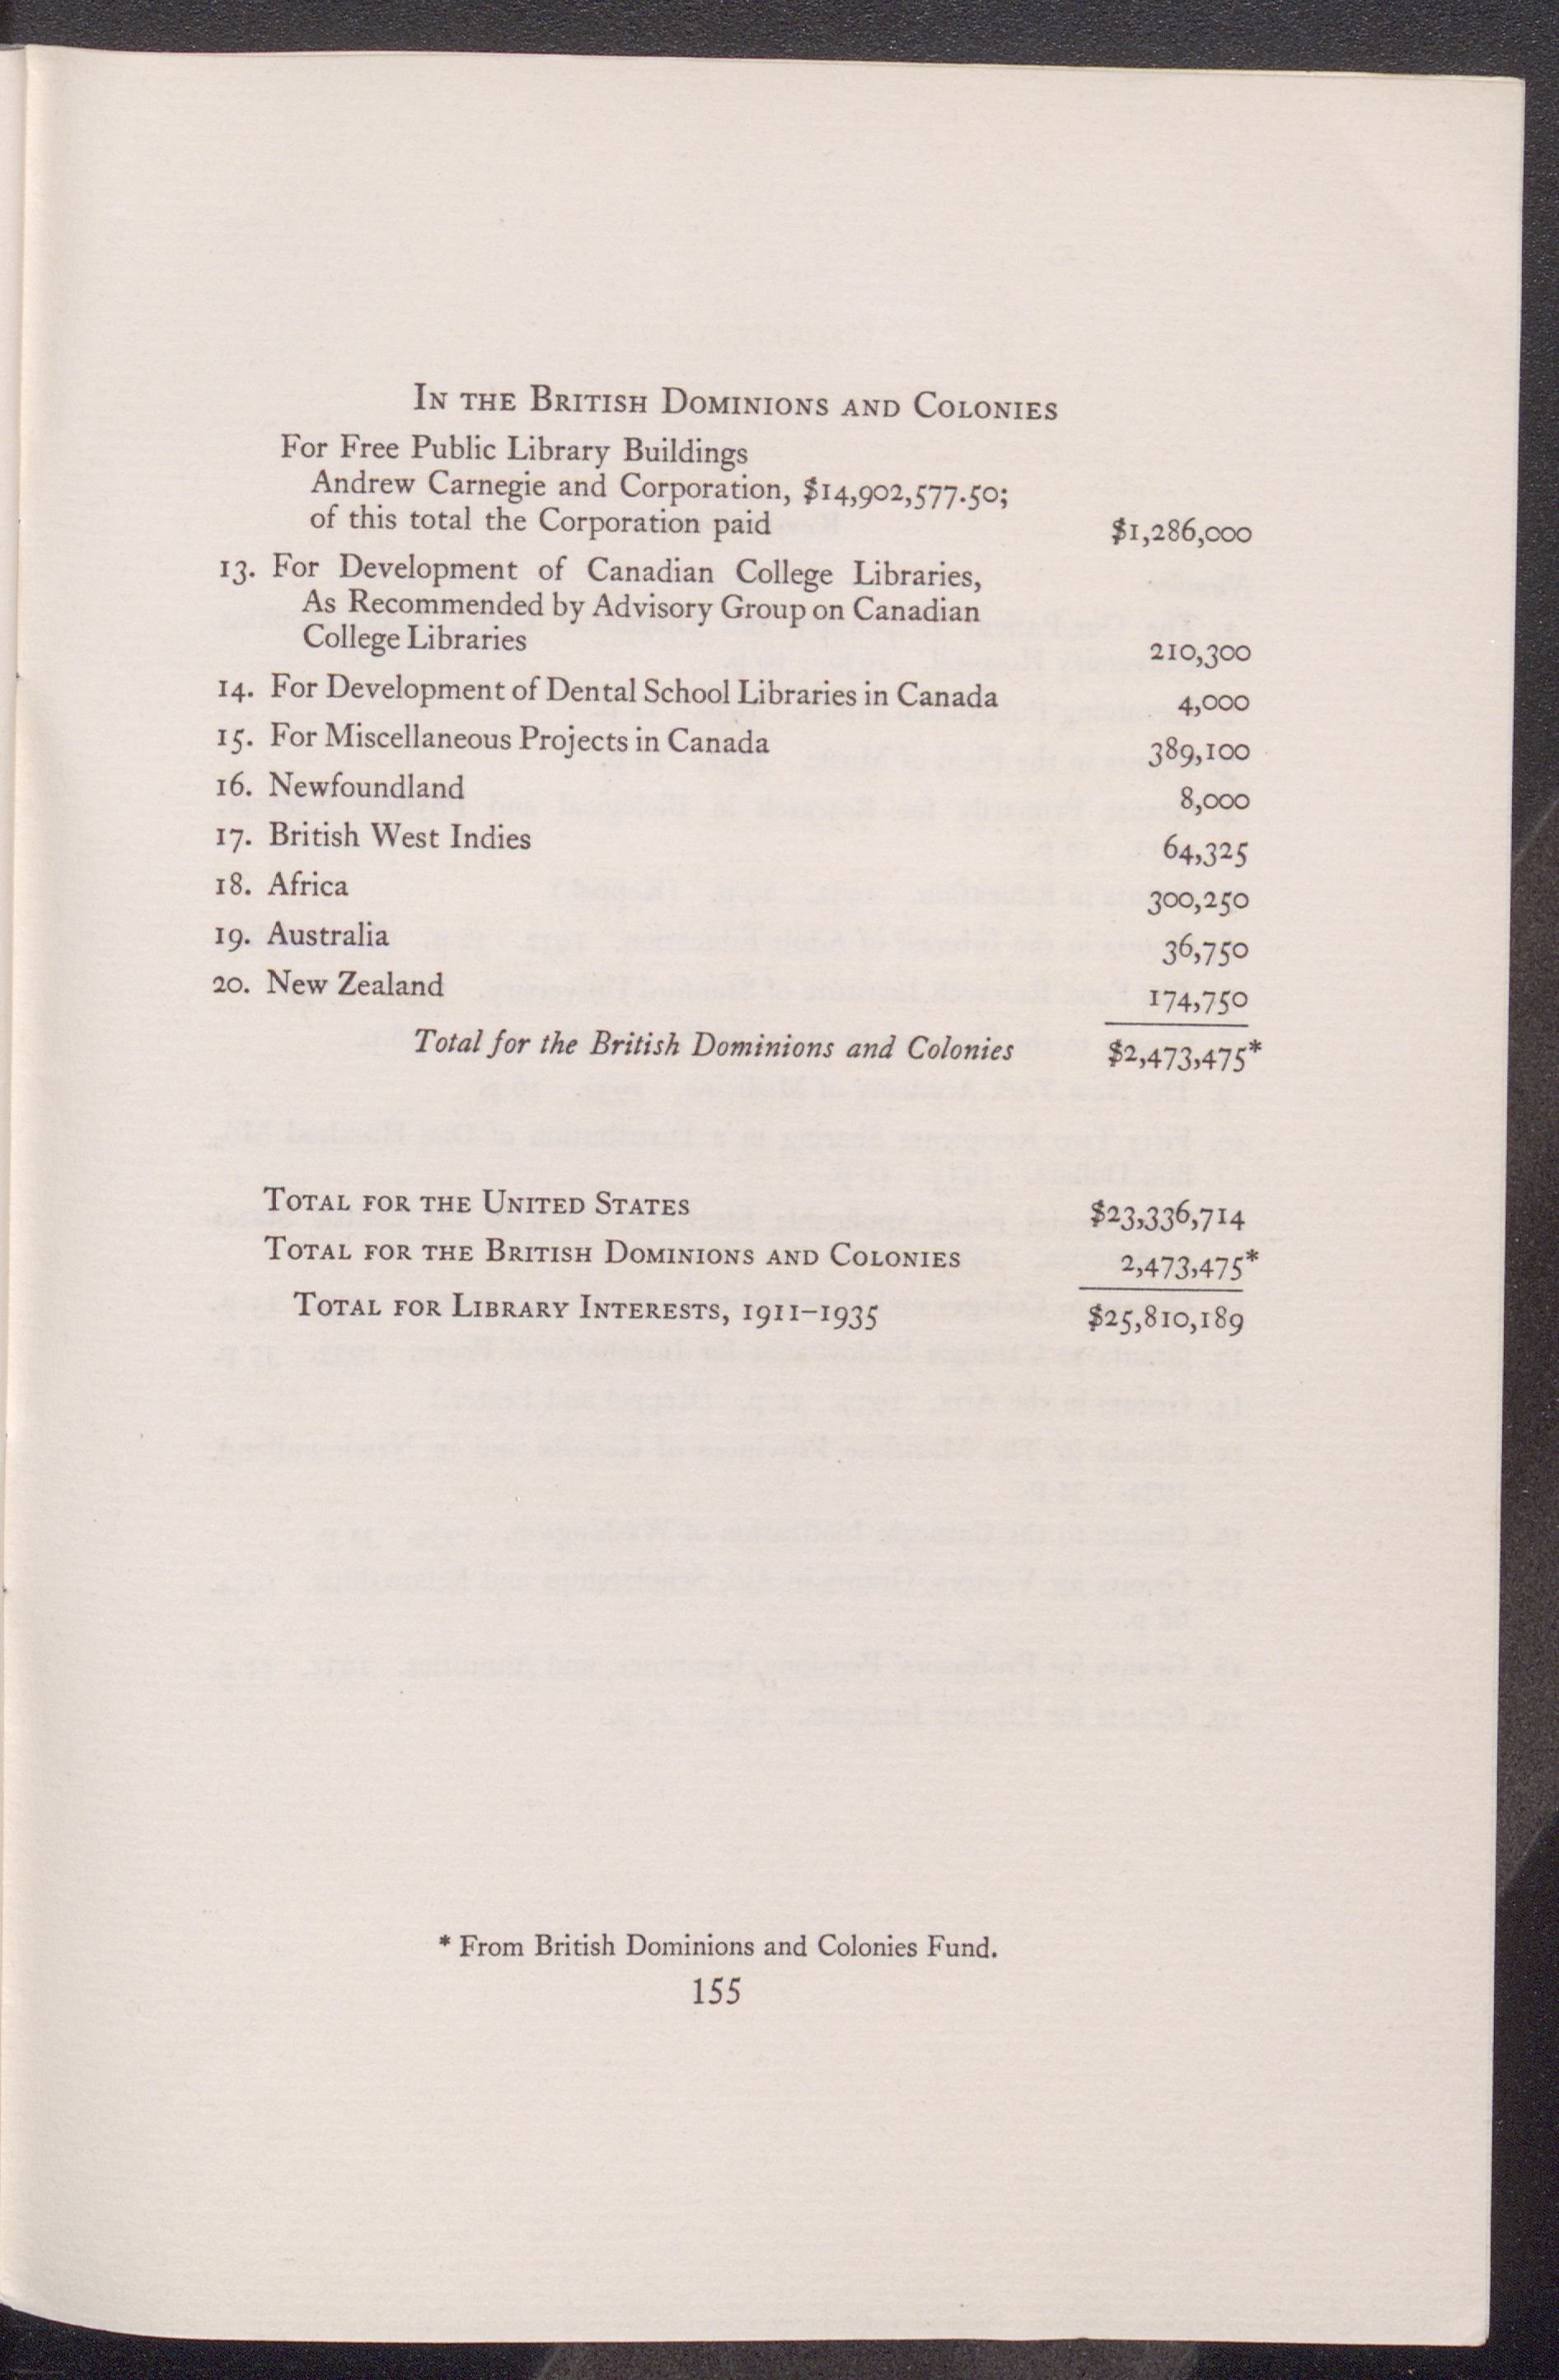 In the British Dominions and Colonies
For Free Public Library Buildings
Andrew Carnegie and Corporation, $14,902,577.50;
of this total the Corporation paid $1,286,000
13. For Development of Canadian College Libraries,
As Recommended by Advisory Group on Canadian
College Libraries 210,300
14. For Development of Dental School Libraries in Canada 4,000
15. For Miscellaneous Projects in Canada 389,100
16. Newfoundland 8,000
17. British West Indies 64,325
18. Africa 300,250
19. Australia 36,750
20. New Zealand 174,750
Total for the British Dominions and Colonies $2,473,475*
Total for the United States $23,336,714
Total for the British Dominions and Colonies 2,473,475*
Total for Library Interests, 1911–1935 $25,810,189
* From British Dominions and Colonies Fund.
155